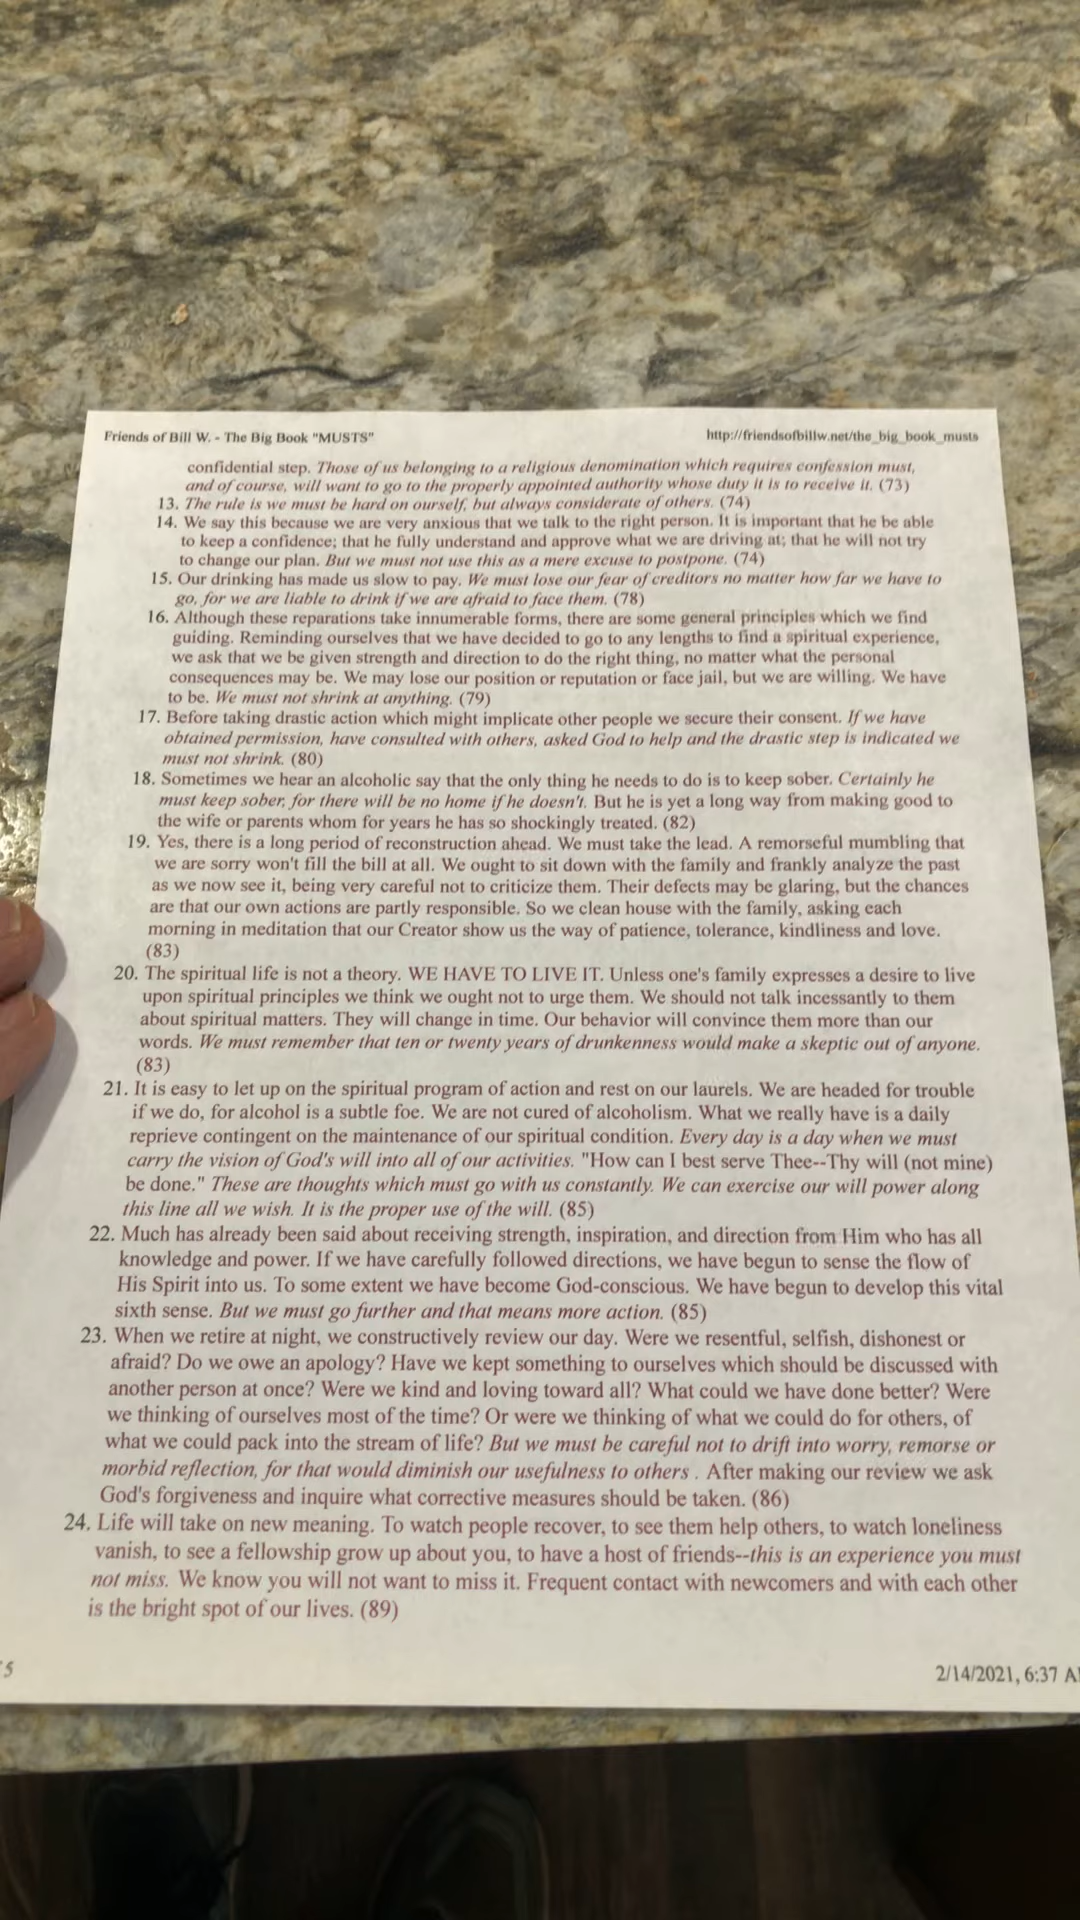 Friends of Bill W. - The Big Book "MUSTS"
http://friendsofbillw.net/the_big_book_musts
confidential step. Those of us belonging to a religious denomination which requires confession must,
and of course, will want to go to the properly appointed authority whose duty it is to receive it. (73)
13. The rule is we must be hard on ourself, but always considerate of others. (74)
14. We say this because we are very anxious that we talk to the right person. It is important that he be able
to keep a confidence; that he fully understand and approve what we are driving at; that he will not try
to change our plan. But we must not use this as a mere excuse to postpone. (74)
15. Our drinking has made us slow to pay. We must lose our fear of creditors no matter how far we have to
go, for we are liable to drink if we are afraid to face them. (78)
16. Although these reparations take innumerable forms, there are some general principles which we find
guiding. Reminding ourselves that we have decided to go to any lengths to find a spiritual experience,
we ask that we be given strength and direction to do the right thing, no matter what the personal
consequences may be. We may lose our position or reputation or face jail, but we are willing. We have
to be. We must not shrink at anything. (79)
17. Before taking drastic action which might implicate other people we secure their consent. If we have
obtained permission, have consulted with others, asked God to help and the drastic step is indicated we
must not shrink. (80)
18. Sometimes we hear an alcoholic say that the only thing he needs to do is to keep sober. Certainly he
must keep sober, for there will be no home if he doesn't. But he is yet a long way from making good to
the wife or parents whom for years he has so shockingly treated. (82)
19. Yes, there is a long period of reconstruction ahead. We must take the lead. A remorseful mumbling that
we are sorry won't fill the bill at all. We ought to sit down with the family and frankly analyze the past
as we now see it, being very careful not to criticize them. Their defects may be glaring, but the chances
are that our own actions are partly responsible. So we clean house with the family, asking each
morning in meditation that our Creator show us the way of patience, tolerance, kindliness and love.
(83)
20. The spiritual life is not a theory. WE HAVE TO LIVE IT. Unless one's family expresses a desire to live
upon spiritual principles we think we ought not to urge them. We should not talk incessantly to them
about spiritual matters. They will change in time. Our behavior will convince them more than our
words. We must remember that ten or twenty years of drunkenness would make a skeptic out of anyone.
(83)
21. It is easy to let up on the spiritual program of action and rest on our laurels. We are headed for trouble
if we do, for alcohol is a subtle foe. We are not cured of alcoholism. What we really have is a daily
reprieve contingent on the maintenance of our spiritual condition. Every day is a day when we must
carry the vision of God's will into all of our activities. "How can I best serve Thee--Thy will (not mine)
be done." These are thoughts which must go with us constantly. We can exercise our will power along
this line all we wish. It is the proper use of the will. (85)
22. Much has already been said about receiving strength, inspiration, and direction from Him who has all
knowledge and power. If we have carefully followed directions, we have begun to sense the flow of
His Spirit into us. To some extent we have become God-conscious. We have begun to develop this vital
sixth sense. But we must go further and that means more action. (85)
23. When we retire at night, we constructively review our day. Were we resentful, selfish, dishonest or
afraid? Do we owe an apology? Have we kept something to ourselves which should be discussed with
another person at once? Were we kind and loving toward all? What could we have done better? Were
we thinking of ourselves most of the time? Or were we thinking of what we could do for others, of
what we could pack into the stream of life? But we must be careful not to drift into worry, remorse or
morbid reflection, for that would diminish our usefulness to others . After making our review we ask
God's forgiveness and inquire what corrective measures should be taken. (86)
24. Life will take on new meaning. To watch people recover, to see them help others, to watch loneliness
vanish, to see a fellowship grow up about you, to have a host of friends--this is an experience you must
not miss. We know you will not want to miss it. Frequent contact with newcomers and with each other
is the bright spot of our lives. (89)
5
2/14/2021, 6:37 A